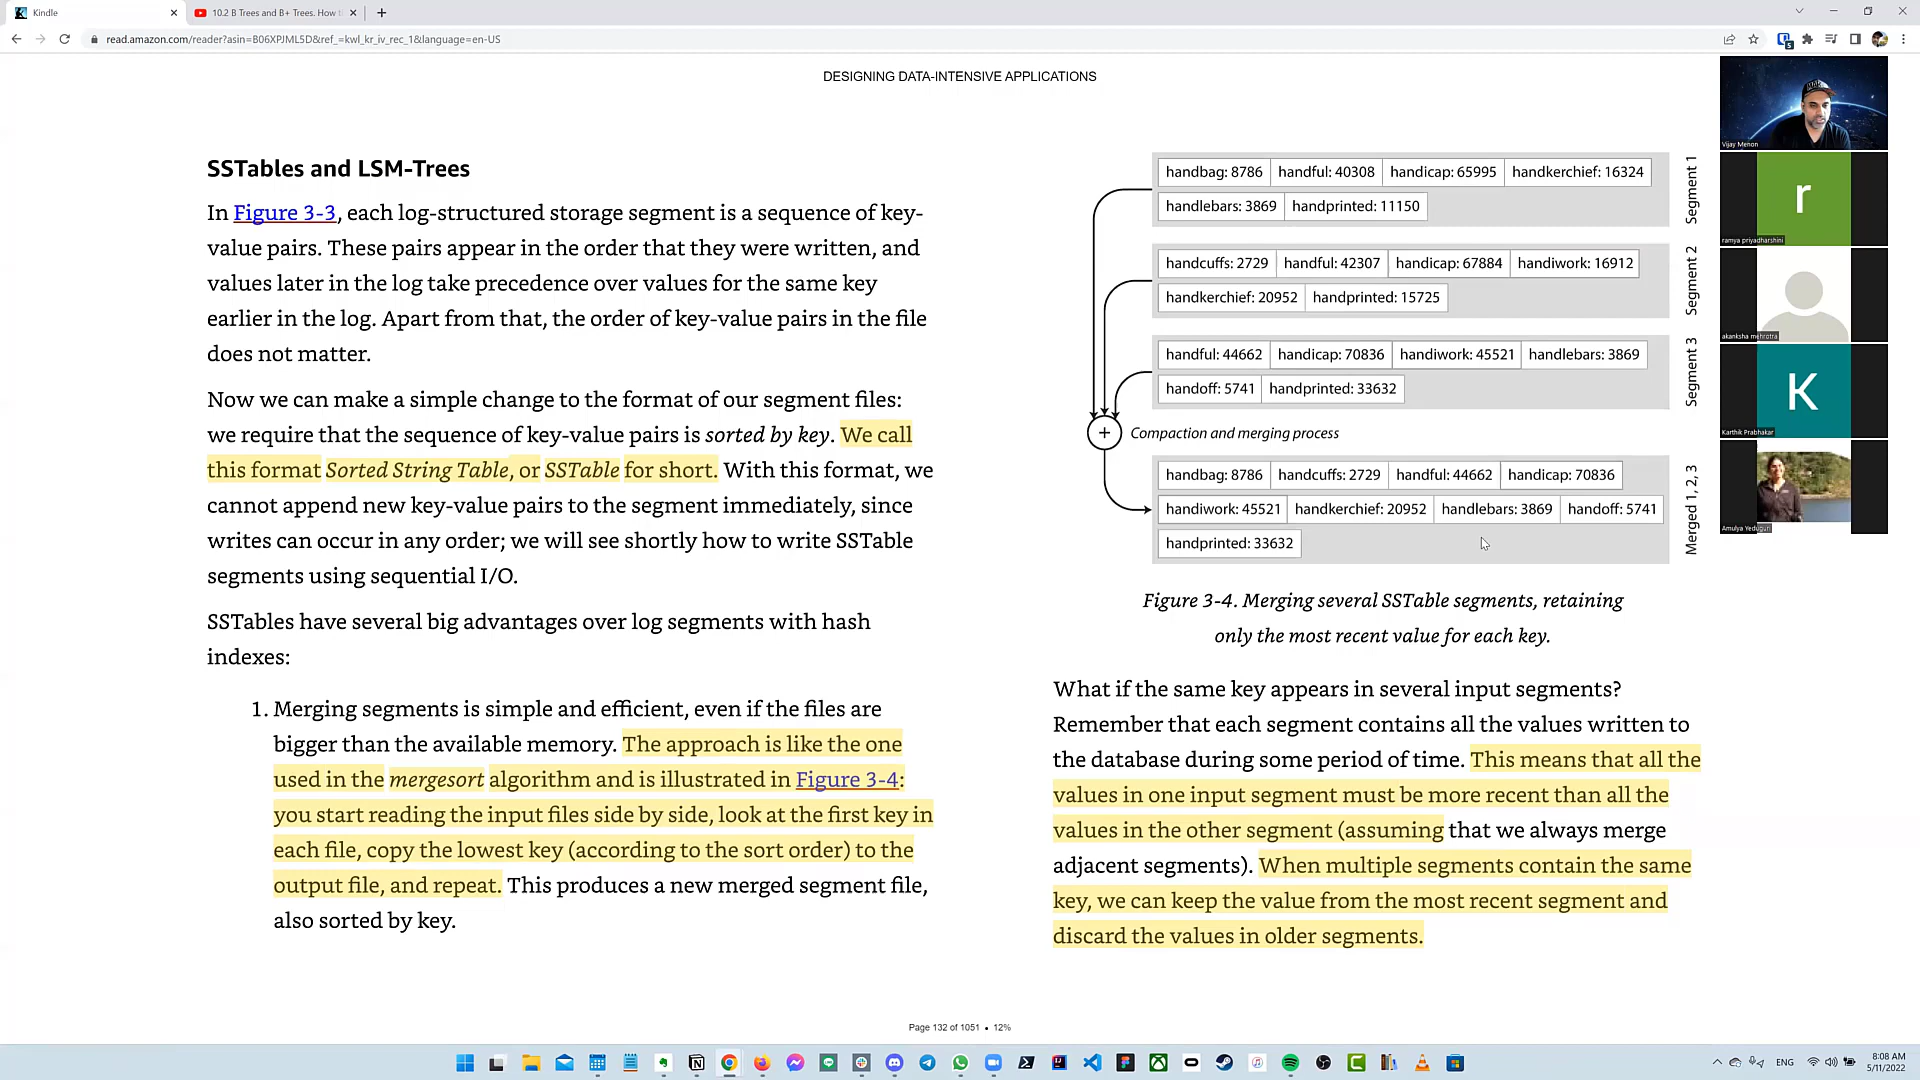 Kindle
10.2 B Trees and B+ Trees. How t
read.amazon.com/reader?asin=B06XPJML5D&ref_=kwl_kr_iv_rec_1&language=en-US
DESIGNING DATA-INTENSIVE APPLICATIONS
SSTables and LSM-Trees
In Figure 3-3, each log-structured storage segment is a sequence of key-
value pairs. These pairs appear in the order that they were written, and
values later in the log take precedence over values for the same key
earlier in the log. Apart from that, the order of key-value pairs in the file
does not matter.
Now we can make a simple change to the format of our segment files:
we require that the sequence of key-value pairs is sorted by key. We call
this format Sorted String Table, or SSTable for short. With this format, we
cannot append new key-value pairs to the segment immediately, since
writes can occur in any order; we will see shortly how to write SSTable
segments using sequential I/O.
SSTables have several big advantages over log segments with hash
indexes:
1. Merging segments is simple and efficient, even if the files are
bigger than the available memory. The approach is like the one
used in the mergesort algorithm and is illustrated in Figure 3-4:
you start reading the input files side by side, look at the first key in
each file, copy the lowest key (according to the sort order) to the
output file, and repeat. This produces a new merged segment file,
also sorted by key.
handbag: 8786 handful: 40308 handicap: 65995 handkerchief: 16324
handlebars: 3869 handprinted: 11150
Segment 1
handcuffs: 2729 handful: 42307 handicap: 67884 handiwork: 16912
handkerchief: 20952 handprinted: 15725
Segment 2
handful: 44662 handicap: 70836 handiwork: 45521 handlebars: 3869
handoff: 5741 handprinted: 33632
Segment 3
+ Compaction and merging process
handbag: 8786 handcuffs: 2729 handful: 44662 handicap: 70836
handiwork: 45521 handkerchief: 20952 handlebars: 3869 handoff: 5741
handprinted: 33632
Merged 1, 2, 3
Figure 3-4. Merging several SSTable segments, retaining
only the most recent value for each key.
What if the same key appears in several input segments?
Remember that each segment contains all the values written to
the database during some period of time. This means that all the
values in one input segment must be more recent than all the
values in the other segment (assuming that we always merge
adjacent segments). When multiple segments contain the same
key, we can keep the value from the most recent segment and
discard the values in older segments.
Vijay Menon
r
ramya priyadharshini
akanksha mehrotra
K
Karthik Prabhakar
Amulya Yeduguri
Page 132 of 1051 • 12%
ENG
8:08 AM
5/11/2022